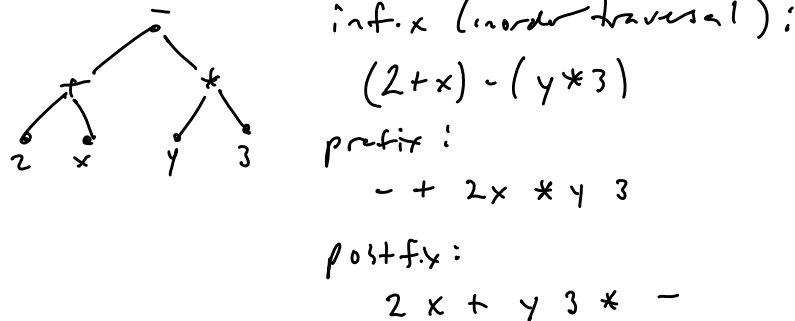 -
+ *
2 x y 3
infix (inorder traversal):
(2+x) - (y*3)
prefix:
- + 2x * y 3
postfix:
2 x + y 3 * -